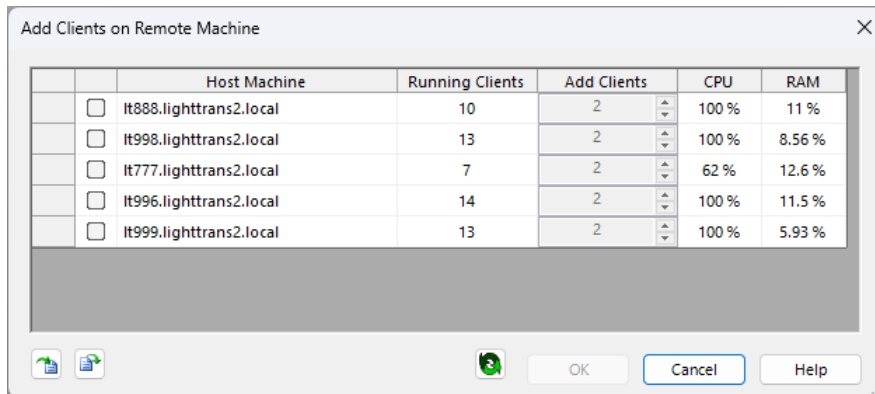 Add Clients on Remote Machine
Host Machine Running Clients Add Clients CPU RAM
lt888.lighttrans2.local 10 2 100 % 11 %
lt998.lighttrans2.local 13 2 100 % 8.56 %
lt777.lighttrans2.local 7 2 62 % 12.6 %
lt996.lighttrans2.local 14 2 100 % 11.5 %
lt999.lighttrans2.local 13 2 100 % 5.93 %
OK Cancel Help